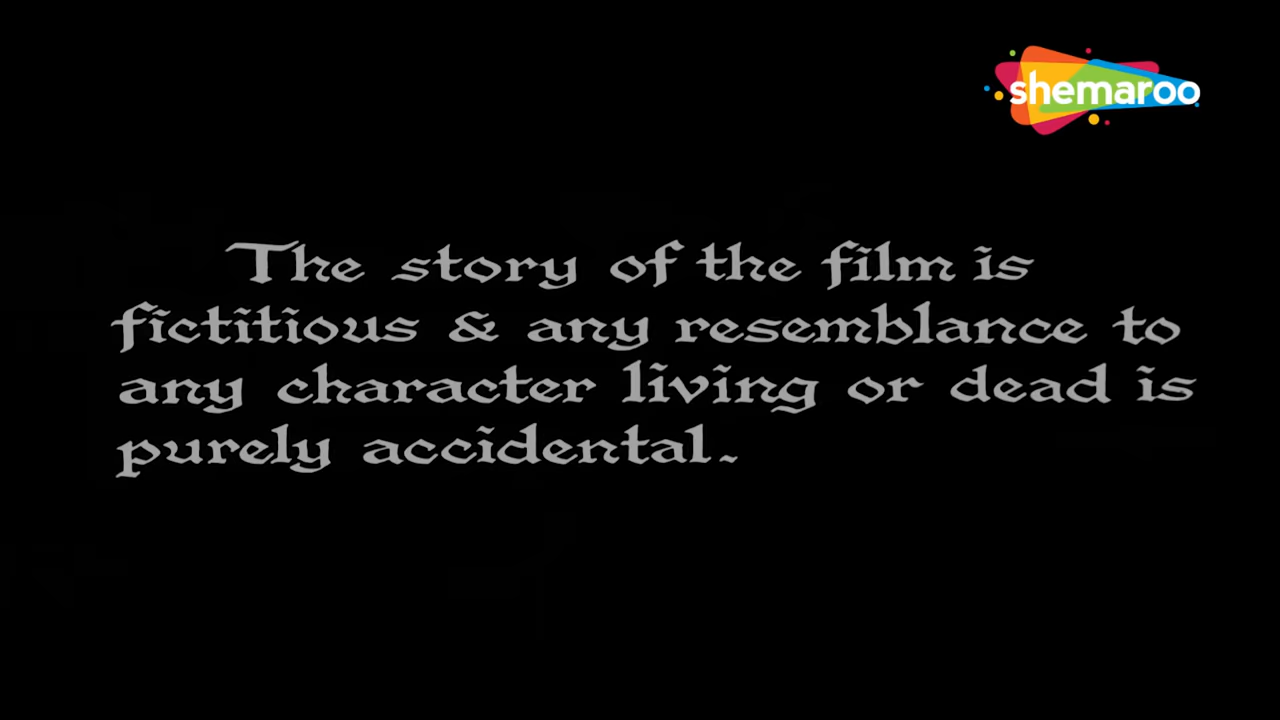 shemaroo
The story of the film is
fictitious & any resemblance to
any character living or dead is
purely accidental.